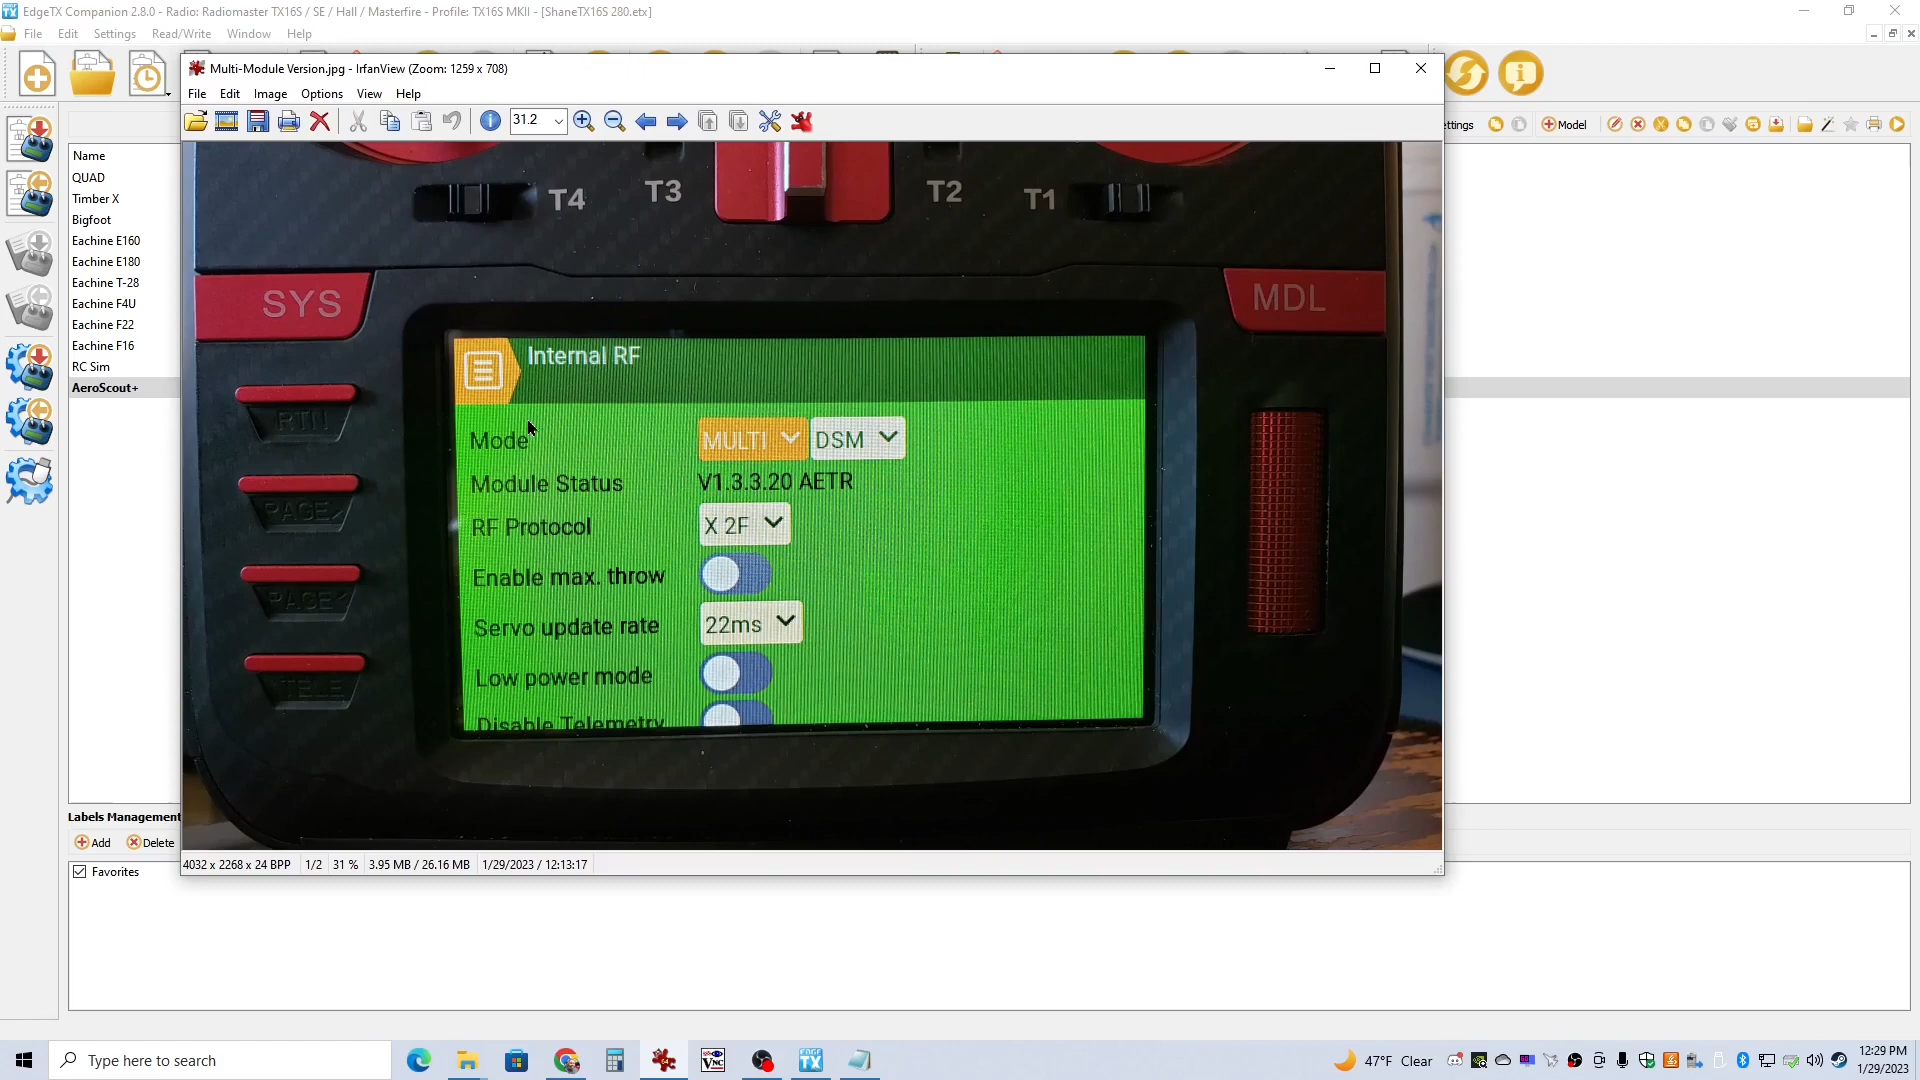 EdgeTX Companion 2.8.0 - Radio: Radiomaster TX16S / SE / Hall / Masterfire - Profile: TX16S MKII - [ShaneTX16S 280.etx]
File Edit Settings Read/Write Window Help
Multi-Module Version.jpg - IrfanView (Zoom: 1259 x 708)
File Edit Image Options View Help
31.2
ttings
Model
Name
QUAD
Timber X
Bigfoot
Eachine E160
Eachine E180
Eachine T-28
Eachine F4U
Eachine F22
Eachine F16
RC Sim
AeroScout+
T4 T3 T2 T1
SYS
MDL
RTN
PAGE
PAGE
TELE
Internal RF
Mode MULTI DSM
Module Status V1.3.3.20 AETR
RF Protocol X 2F
Enable max. throw
Servo update rate 22ms
Low power mode
Disable Telemetry
Labels Management
Add Delete
4032 x 2268 x 24 BPP 1/2 31 % 3.95 MB / 26.16 MB 1/29/2023 / 12:13:17
Favorites
Type here to search
EDGE
TX
47°F Clear
12:29 PM
1/29/2023